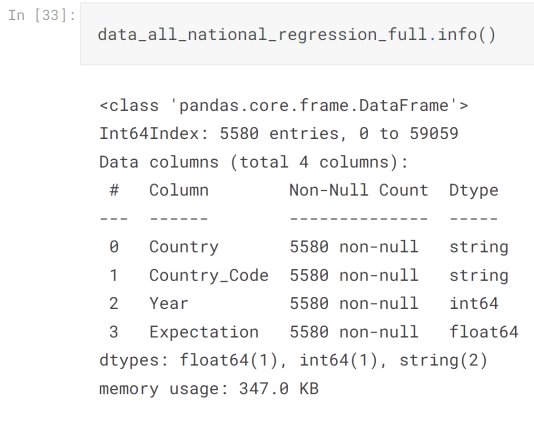 In [33]:
data_all_national_regression_full.info()
<class 'pandas.core.frame.DataFrame'>
Int64Index: 5580 entries, 0 to 59059
Data columns (total 4 columns):
 #   Column        Non-Null Count  Dtype
---  ------        --------------  -----
 0   Country       5580 non-null   string
 1   Country_Code  5580 non-null   string
 2   Year          5580 non-null   int64
 3   Expectation   5580 non-null   float64
dtypes: float64(1), int64(1), string(2)
memory usage: 347.0 KB